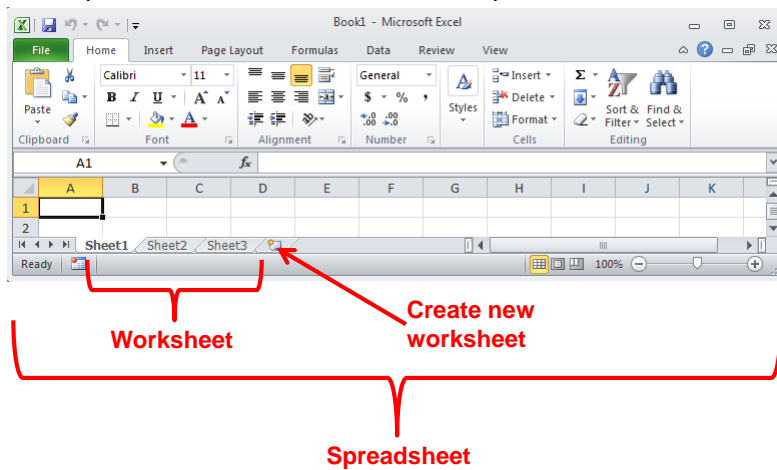 Book1 - Microsoft Excel
File Home Insert Page Layout Formulas Data Review View
Calibri 11 General Insert
Paste B I U A A $ % , Styles Delete Sort & Find &
A .00 .00 Format Filter Select
Clipboard Font Alignment Number Cells Editing
A1 fx
A B C D E F G H I J K
1
2
Sheet1 Sheet2 Sheet3
Ready 100%
Create new
Worksheet worksheet
Spreadsheet